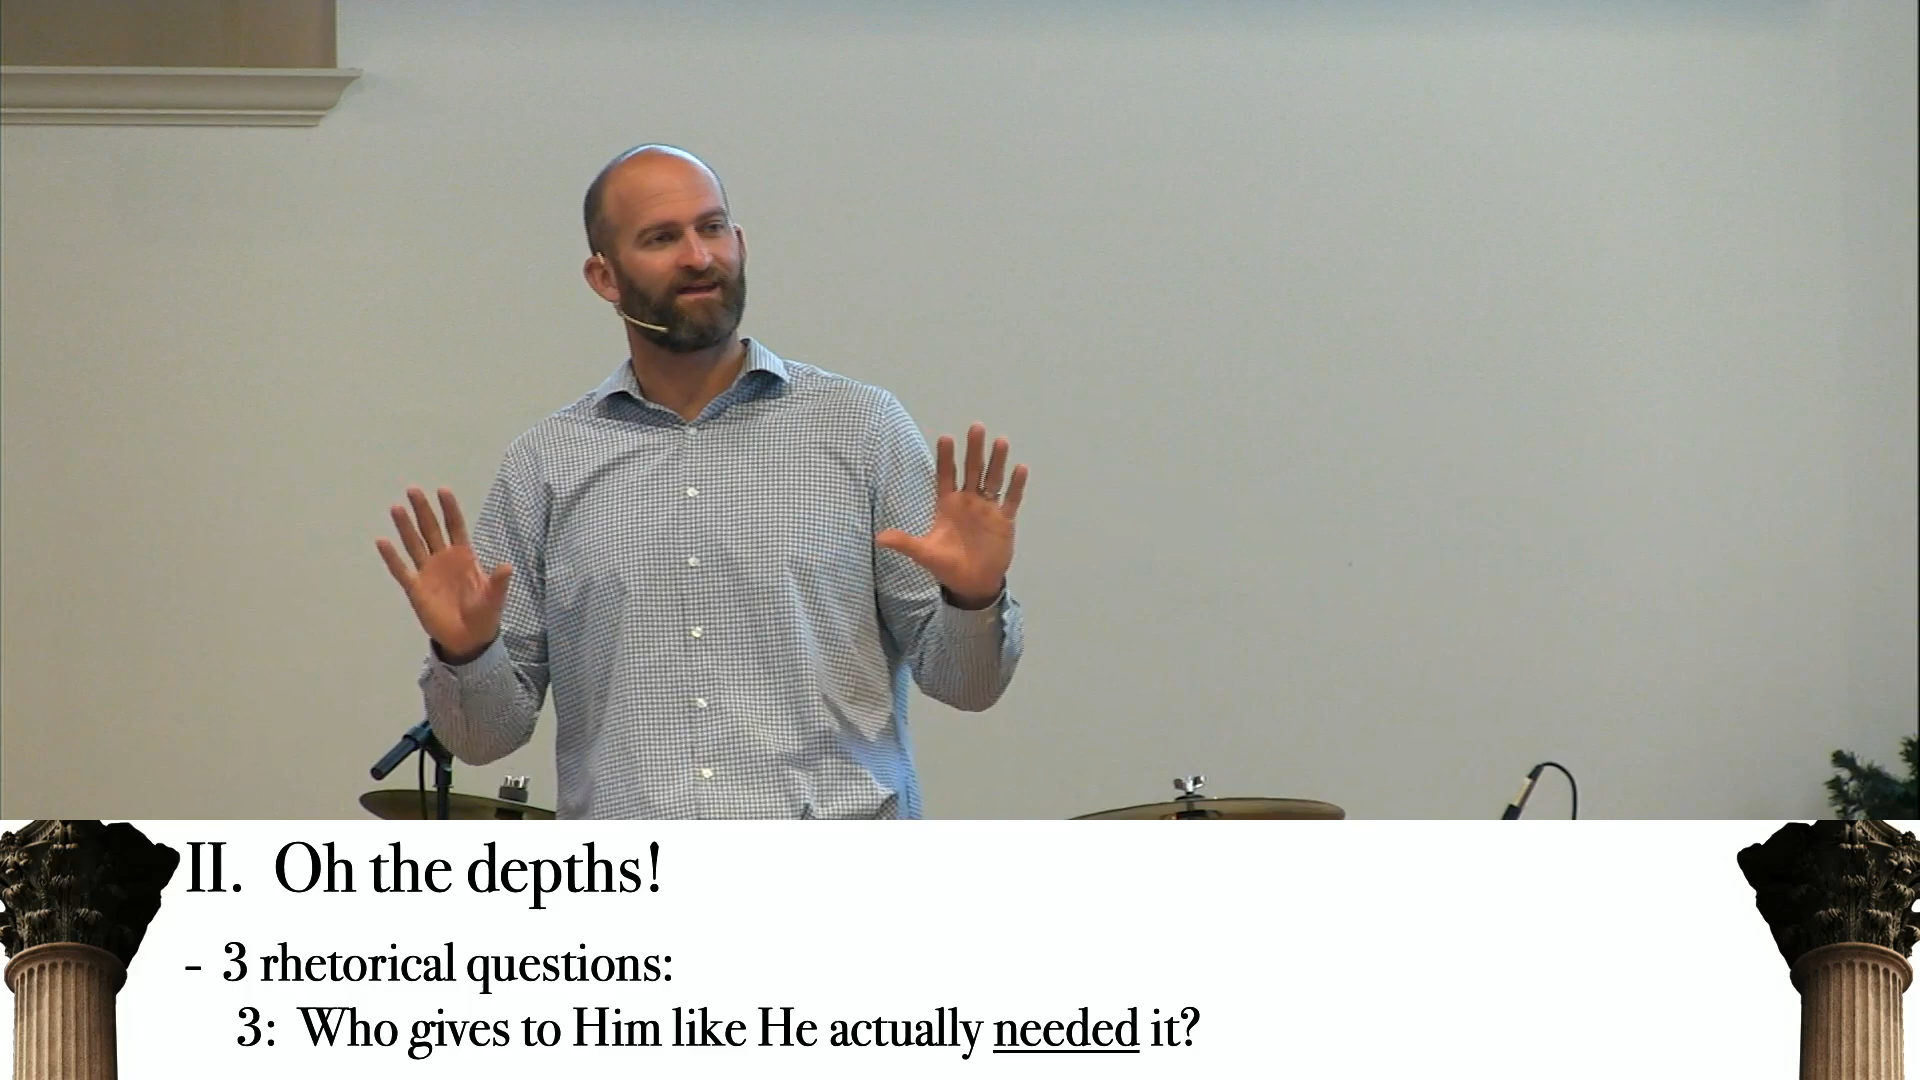 II. Oh the depths!
- 3 rhetorical questions:
3: Who gives to Him like He actually needed it?